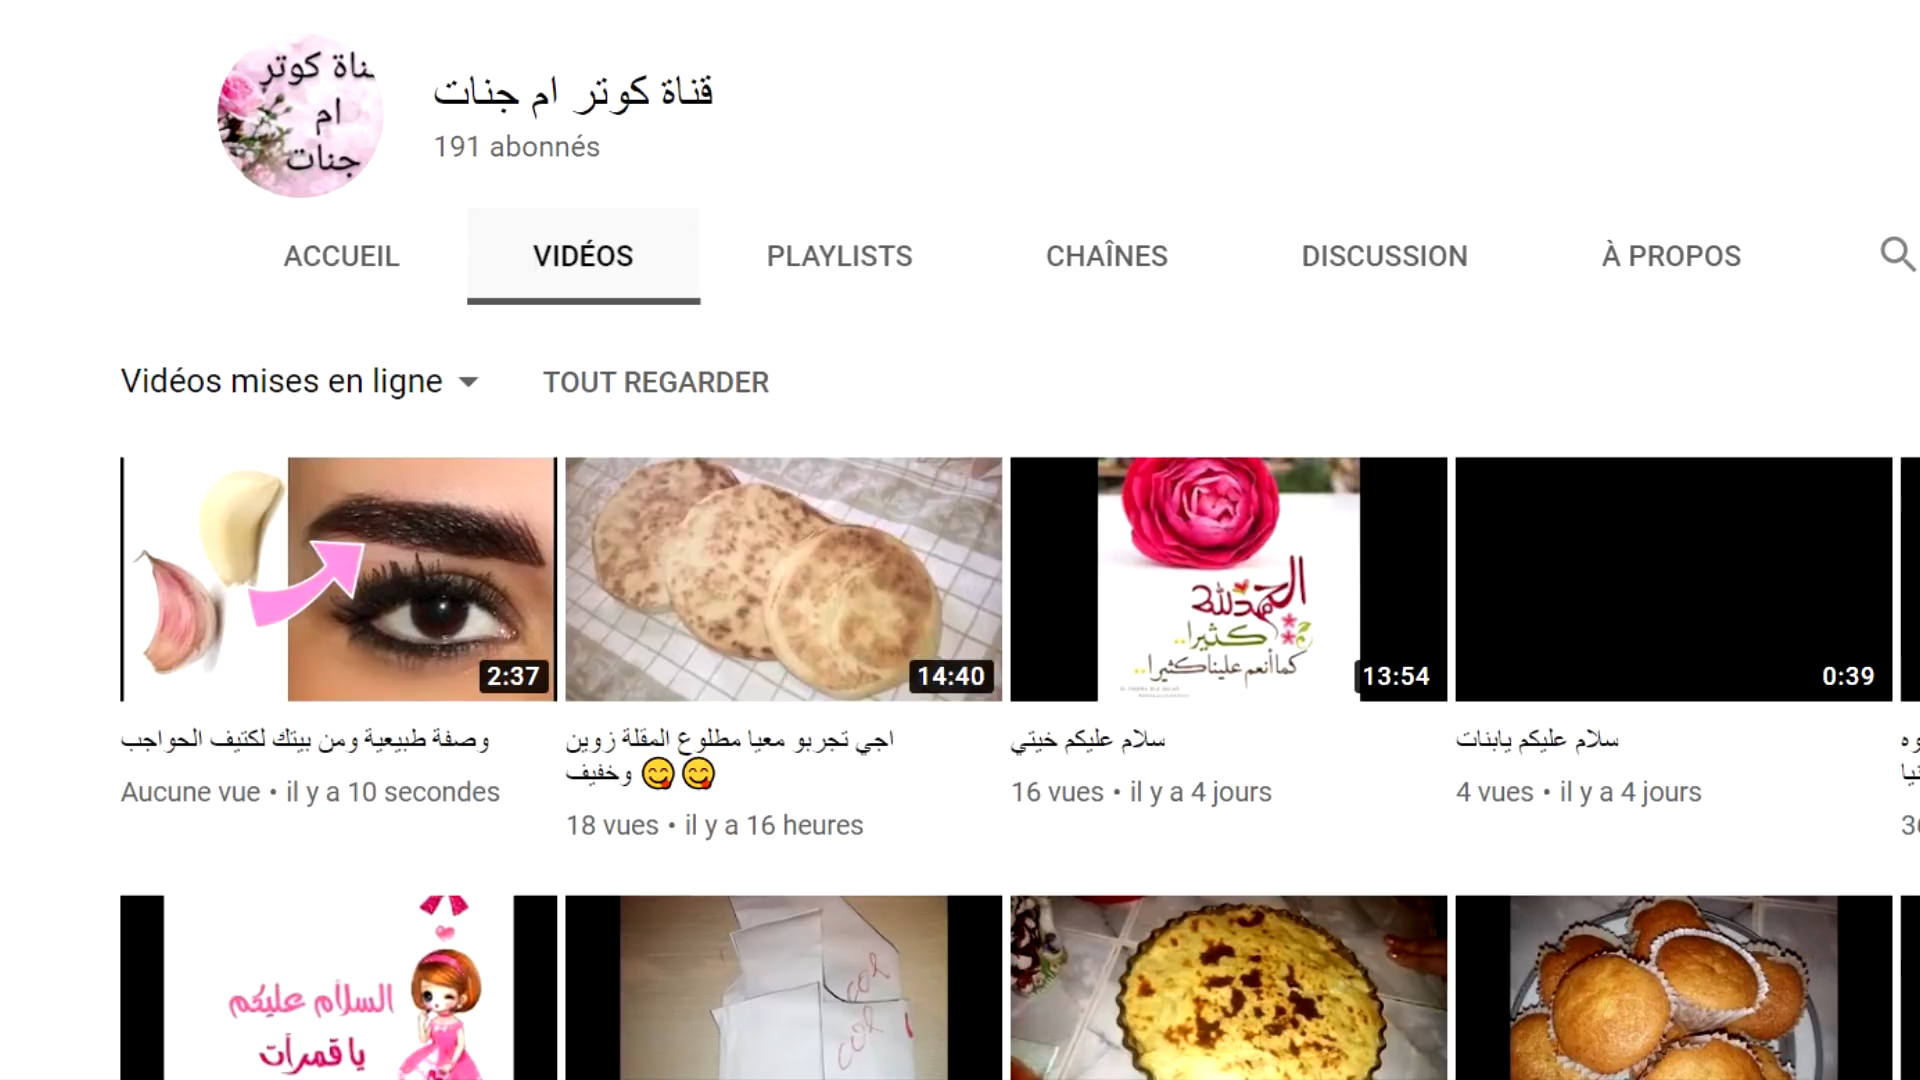 قناة كوتر
ام
جنات
قناة كوتر ام جنات
191 abonnés
ACCUEIL
VIDÉOS
PLAYLISTS
CHAÎNES
DISCUSSION
À PROPOS
Vidéos mises en ligne
TOUT REGARDER
2:37
14:40
الحمدلله
كثيرا..
كما أنعم علينا كثيرا..
13:54
0:39
وصفة طبيعية ومن بيتك لكتيف الحواجب
Aucune vue • il y a 10 secondes
اجي تجربو معيا مطلوع المقلة زوين
وخفيف 😋😋
18 vues • il y a 16 heures
سلام عليكم خيتي
16 vues • il y a 4 jours
سلام عليكم يابنات
4 vues • il y a 4 jours
السلام عليكم
يا قمرات
col
col